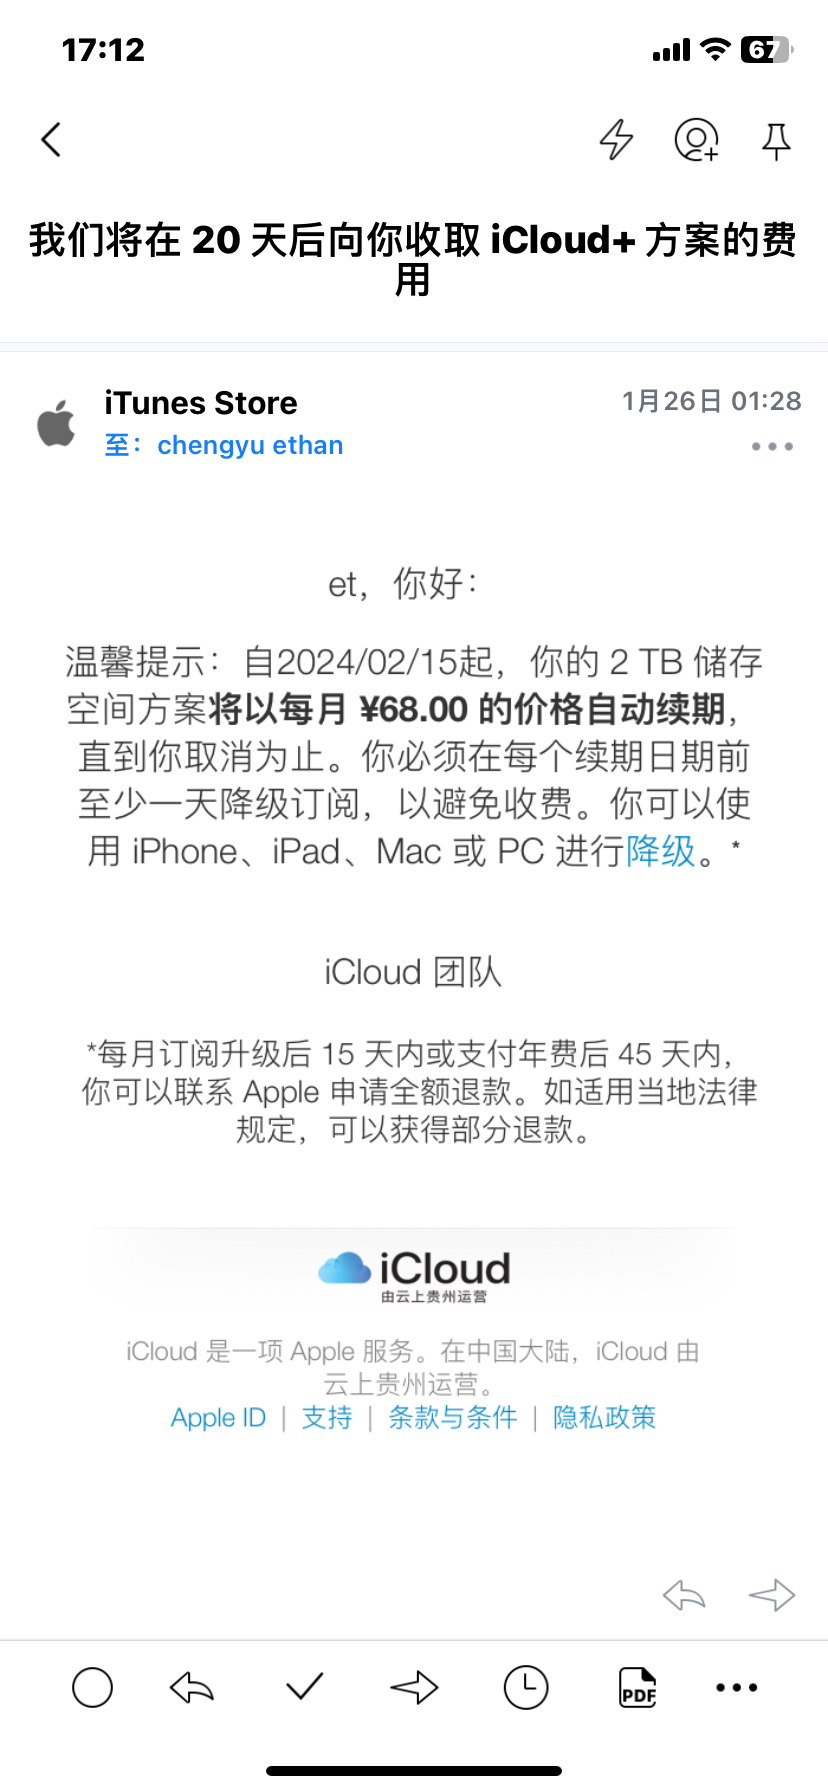 17:12
67
我们将在 20 天后向你收取 iCloud+ 方案的费
用
iTunes Store
1月26日 01:28
至：chengyu ethan
et，你好：
温馨提示：自2024/02/15起，你的 2 TB 储存
空间方案将以每月 ¥68.00 的价格自动续期，
直到你取消为止。你必须在每个续期日期前
至少一天降级订阅，以避免收费。你可以使
用 iPhone、iPad、Mac 或 PC 进行降级。*
iCloud 团队
*每月订阅升级后 15 天内或支付年费后 45 天内，
你可以联系 Apple 申请全额退款。如适用当地法律
规定，可以获得部分退款。
iCloud
由云上贵州运营
iCloud 是一项 Apple 服务。在中国大陆，iCloud 由
云上贵州运营。
Apple ID | 支持 | 条款与条件 | 隐私政策
PDF